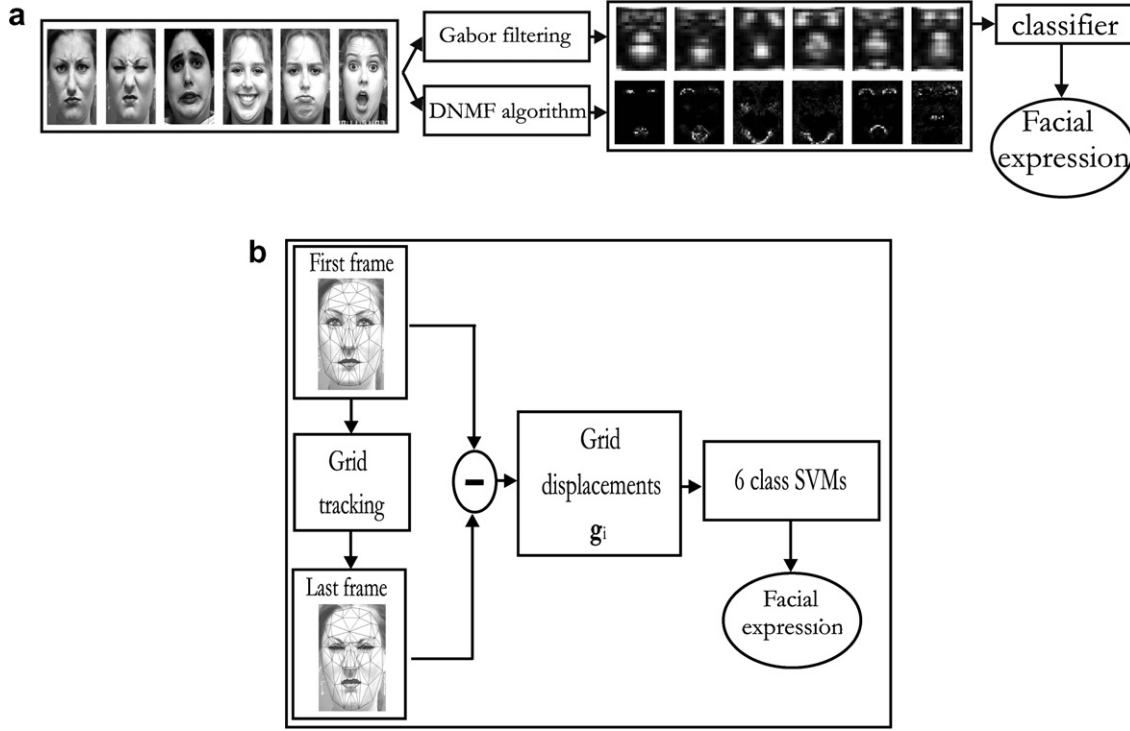 a
Gabor filtering
DNMF algorithm
classifier
Facial
expression
b
First frame
Grid
tracking
Last frame
−
Grid
displacements
gi
6 class SVMs
Facial
expression